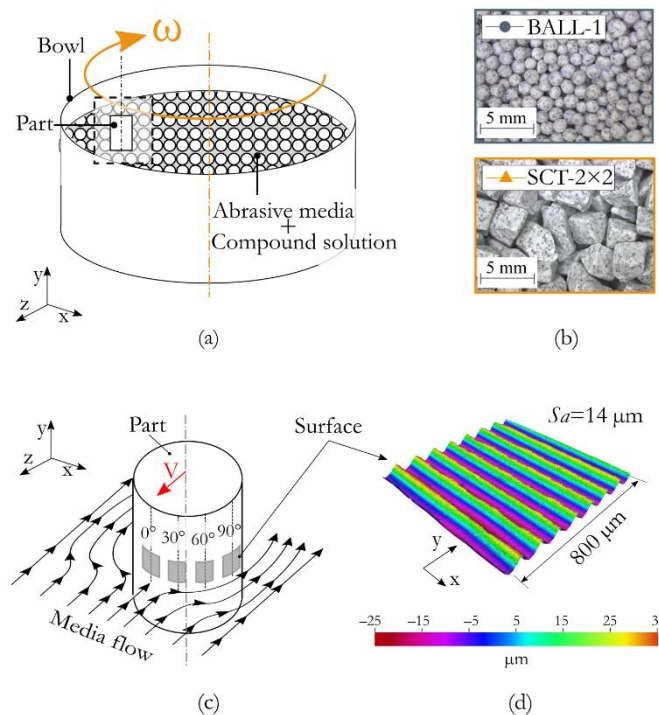 Bowl
ω
Part
Abrasive media
+
Compound solution
y
z
x
(a)
BALL-1
5 mm
SCT-2×2
5 mm
(b)
y
z
x
Part
V
0°
30°
60°
90°
Surface
Media flow
(c)
Sa=14 μm
y
x
800 μm
−25
−15
−5
5
15
25
μm
(d)